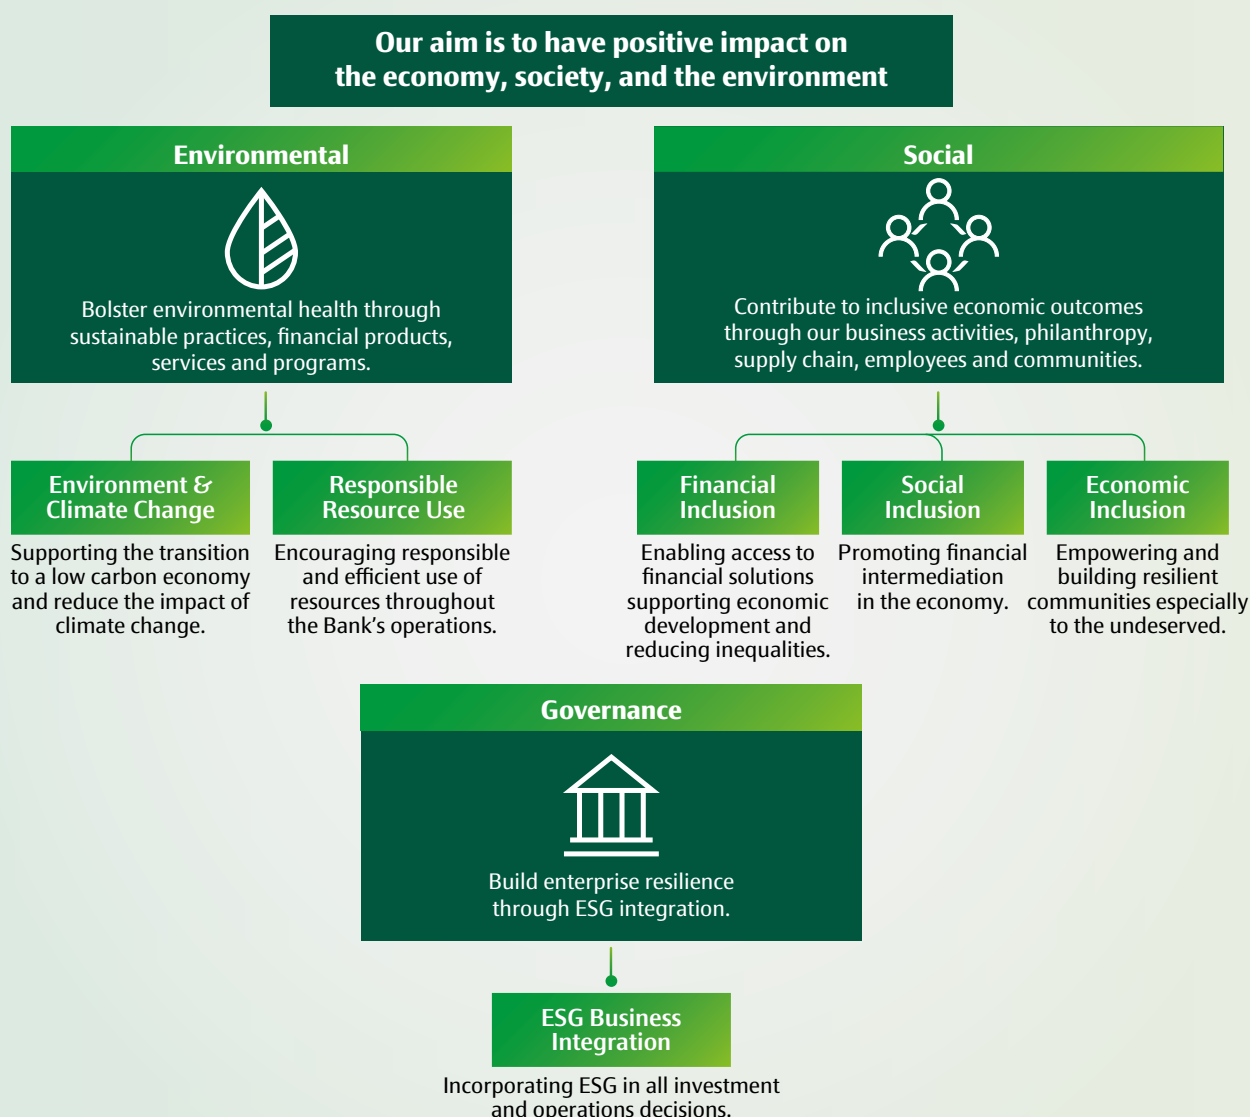 Our aim is to have positive impact on
the economy, society, and the environment
Environmental
Bolster environmental health through
sustainable practices, financial products,
services and programs.
Environment &
Climate Change
Supporting the transition
to a low carbon economy
and reduce the impact of
climate change.
Responsible
Resource Use
Encouraging responsible
and efficient use of
resources throughout
the Bank's operations.
Social
Contribute to inclusive economic outcomes
through our business activities, philanthropy,
supply chain, employees and communities.
Financial
Inclusion
Enabling access to
financial solutions
supporting economic
development and
reducing inequalities.
Social
Inclusion
Promoting financial
intermediation
in the economy.
Economic
Inclusion
Empowering and
building resilient
communities especially
to the undeserved.
Governance
Build enterprise resilience
through ESG integration.
ESG Business
Integration
Incorporating ESG in all investment
and operations decisions.